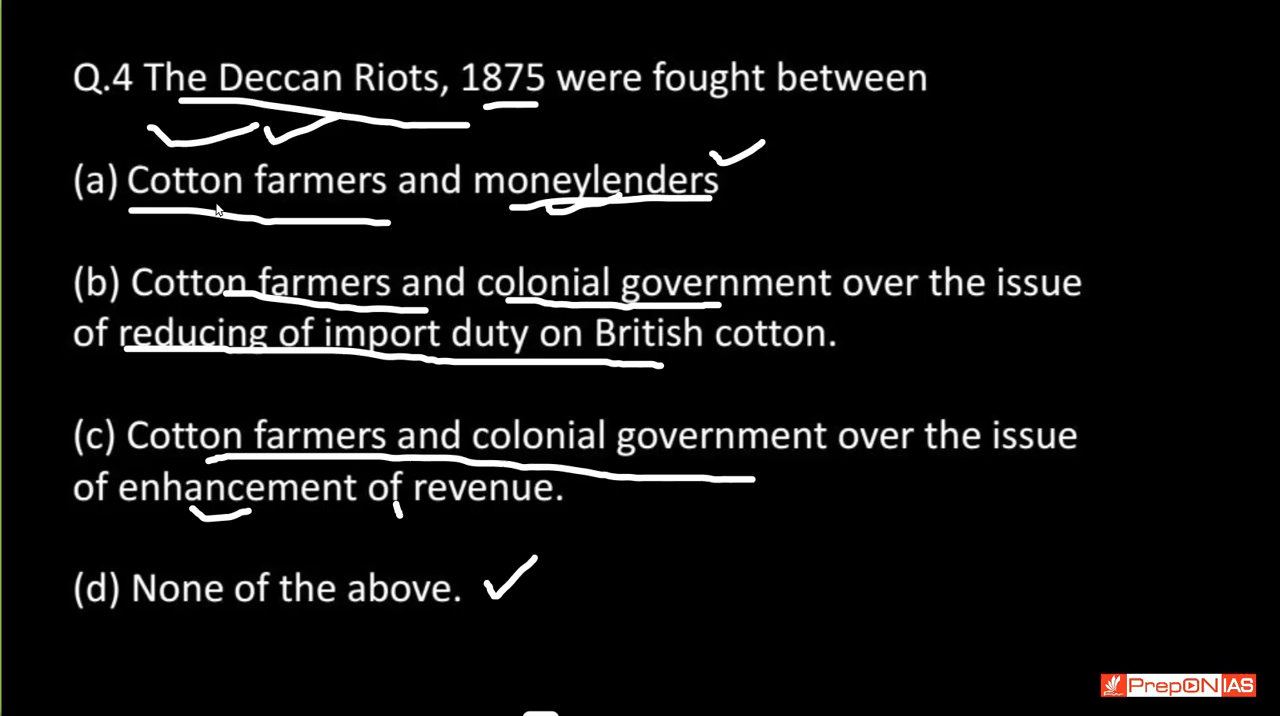 Q.4 The Deccan Riots, 1875 were fought between
(a) Cotton farmers and moneylenders
(b) Cotton farmers and colonial government over the issue
of reducing of import duty on British cotton.
(c) Cotton farmers and colonial government over the issue
of enhancement of revenue.
(d) None of the above.
PrepON IAS